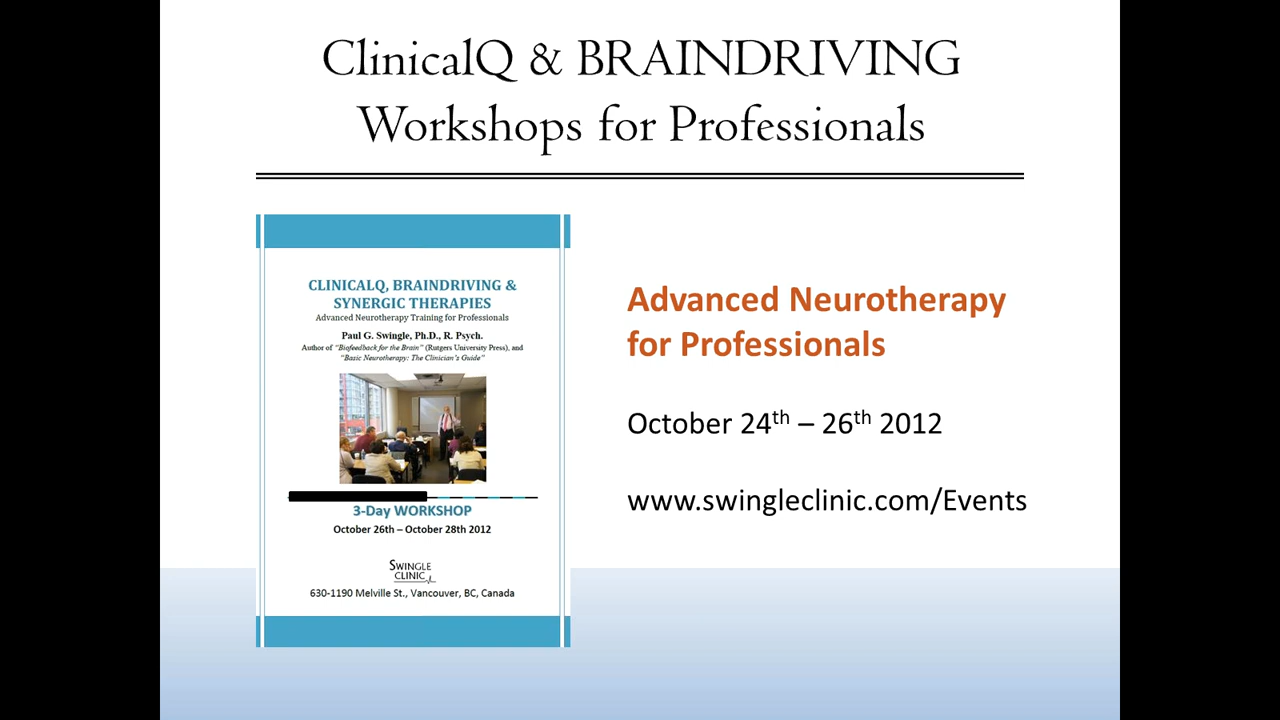 ClinicalQ & BRAINDRIVING
Workshops for Professionals
CLINICALQ, BRAINDRIVING &
SYNERGIC THERAPIES
Advanced Neurotherapy Training for Professionals
Paul G. Swingle, Ph.D., R. Psych.
Author of “Biofeedback for the Brain” (Rutgers University Press), and
“Basic Neurotherapy: The Clinician's Guide”
3-Day WORKSHOP
October 26th – October 28th 2012
SWINGLE
CLINIC
630-1190 Melville St., Vancouver, BC, Canada
Advanced Neurotherapy
for Professionals
October 24th – 26th 2012
www.swingleclinic.com/Events